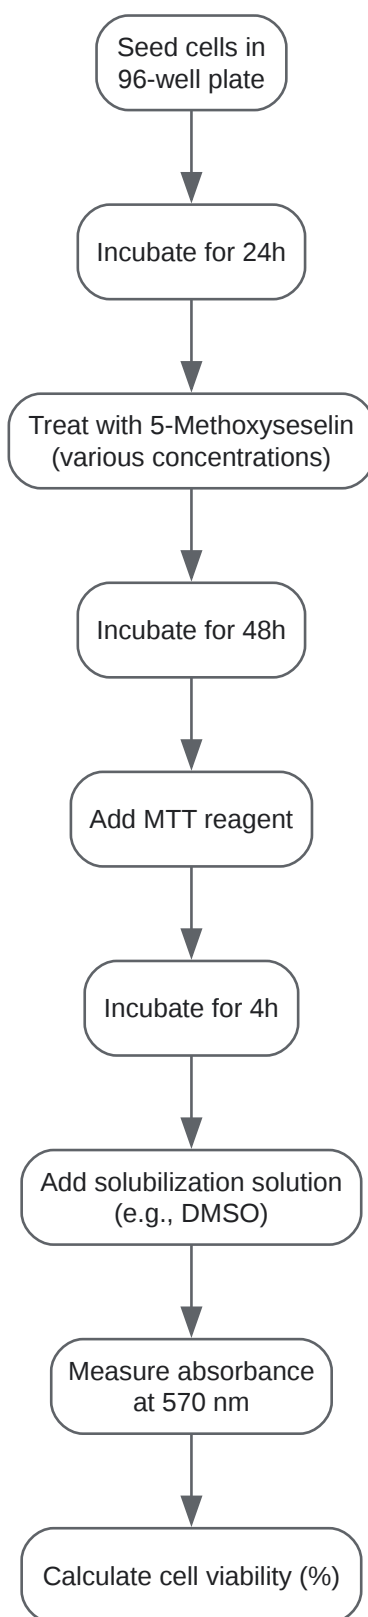 Seed cells in
96-well plate
Incubate for 24h
Treat with 5-Methoxyseselin
(various concentrations)
Incubate for 48h
Add MTT reagent
Incubate for 4h
Add solubilization solution
(e.g., DMSO)
Measure absorbance
at 570 nm
Calculate cell viability (%)